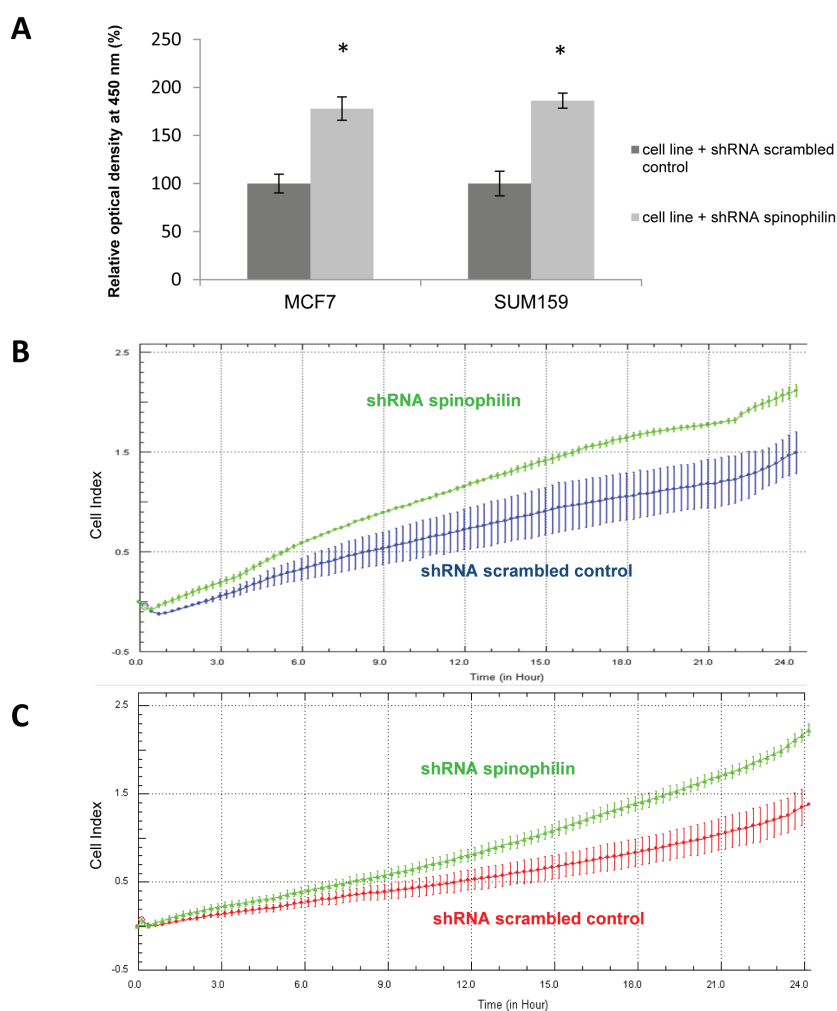 A
Relative optical density at 450 nm (%)
250
200
150
100
50
0
*
*
MCF7
SUM159
cell line + shRNA scrambled
control
cell line + shRNA spinophilin
B
Cell Index
2.5
1.5
0.5
-0.5
shRNA spinophilin
shRNA scrambled control
0.0 3.0 6.0 9.0 12.0 15.0 18.0 21.0 24.0
Time (in Hour)
C
Cell Index
2.5
1.5
0.5
-0.5
shRNA spinophilin
shRNA scrambled control
0.0 3.0 6.0 9.0 12.0 15.0 18.0 21.0 24.0
Time (in Hour)